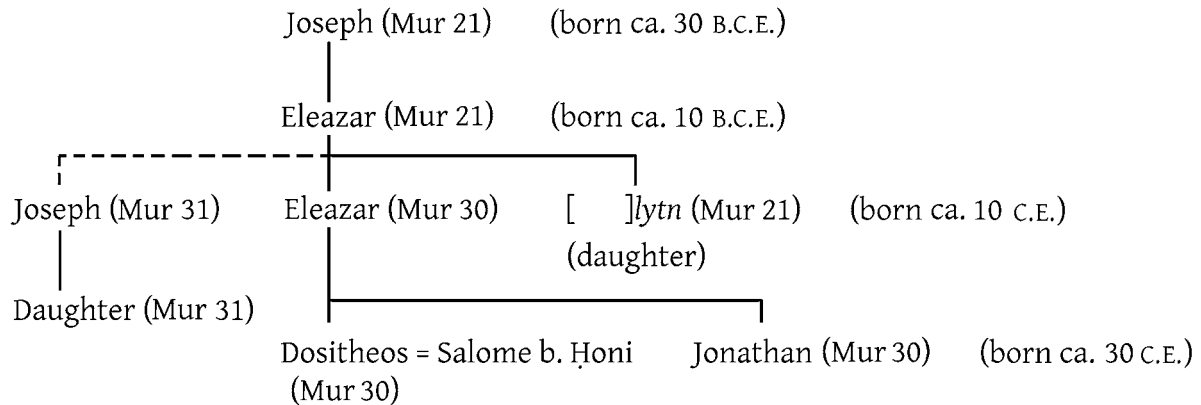 Joseph (Mur 21) (born ca. 30 B.C.E.)
Eleazar (Mur 21) (born ca. 10 B.C.E.)
Joseph (Mur 31) Eleazar (Mur 30) [ ]lytn (Mur 21) (born ca. 10 C.E.)
(daughter)
Daughter (Mur 31)
Dositheos = Salome b. Ḥoni Jonathan (Mur 30) (born ca. 30 C.E.)
(Mur 30)